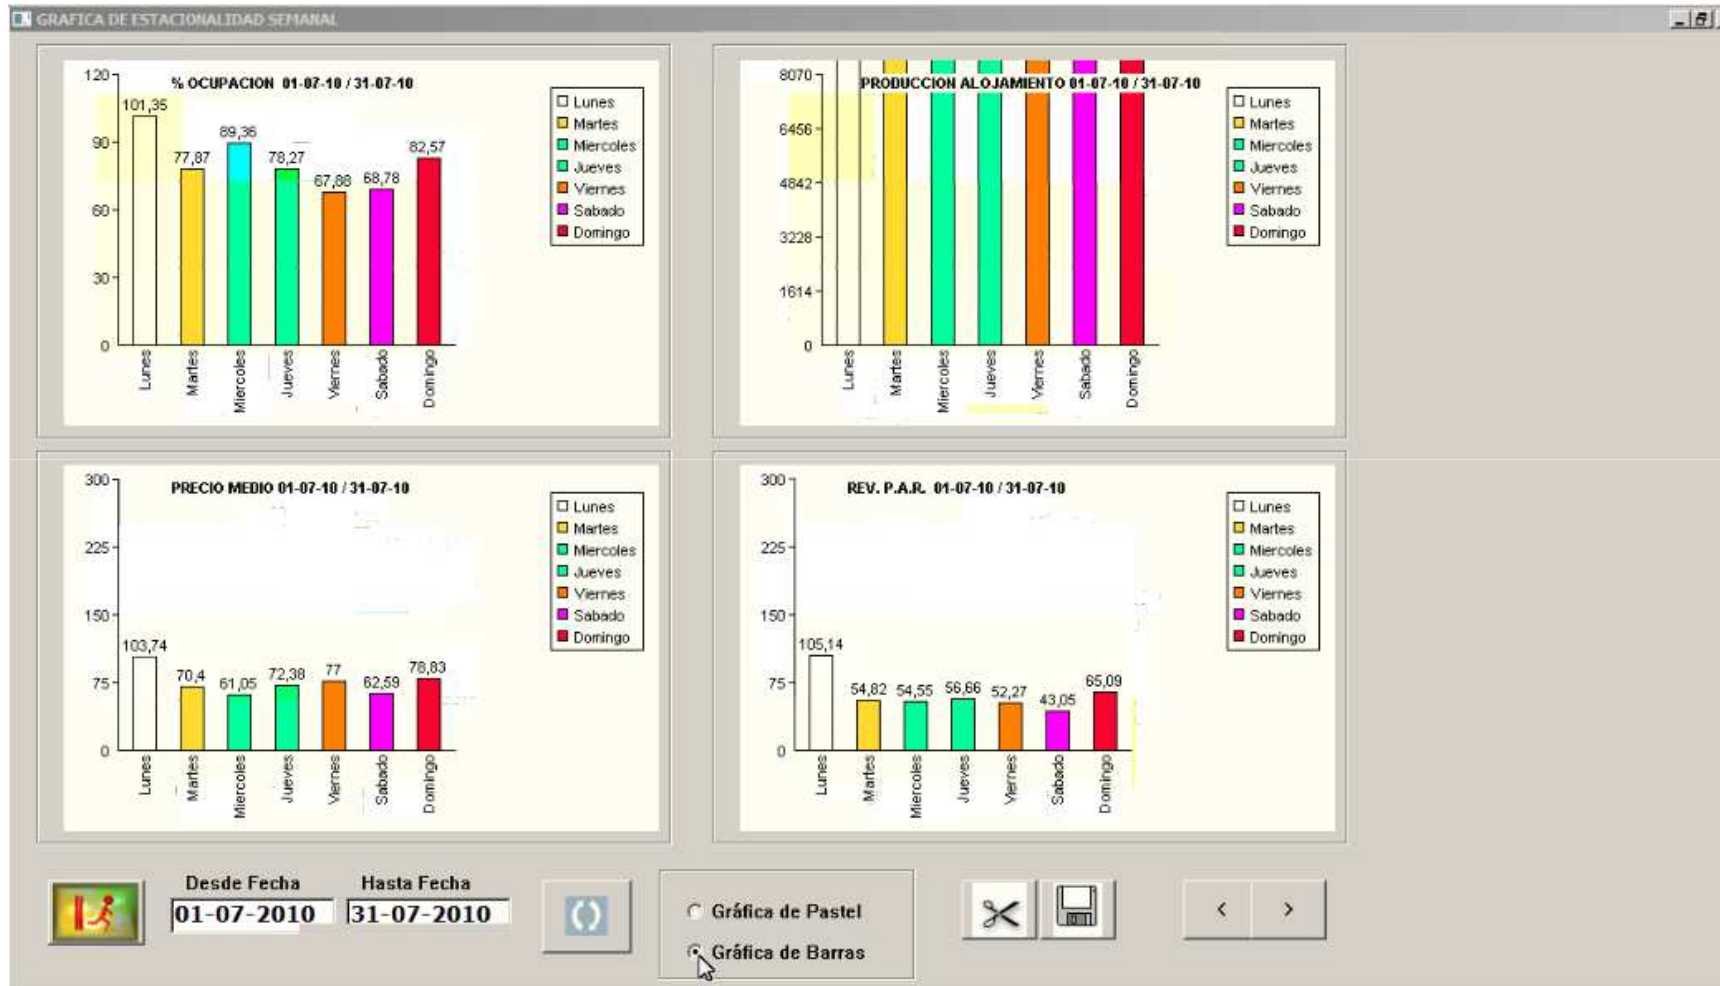 GRAFICA DE ESTACIONALIDAD SEMANAL
% OCUPACION 01-07-10 / 31-07-10
120
90
60
30
0
101,35
77,87
89,36
78,27
67,88
68,78
82,57
Lunes
Martes
Miercoles
Jueves
Viernes
Sabado
Domingo
Lunes
Martes
Miercoles
Jueves
Viernes
Sabado
Domingo
PRODUCCION ALOJAMIENTO 01-07-10 / 31-07-10
8070
6456
4842
3228
1614
0
Lunes
Martes
Miercoles
Jueves
Viernes
Sabado
Domingo
Lunes
Martes
Miercoles
Jueves
Viernes
Sabado
Domingo
PRECIO MEDIO 01-07-10 / 31-07-10
300
225
150
75
0
103,74
70,4
61,05
72,38
77
62,59
78,83
Lunes
Martes
Miercoles
Jueves
Viernes
Sabado
Domingo
Lunes
Martes
Miercoles
Jueves
Viernes
Sabado
Domingo
REV. P.A.R. 01-07-10 / 31-07-10
300
225
150
75
0
105,14
54,82
54,55
56,66
52,27
43,05
65,09
Lunes
Martes
Miercoles
Jueves
Viernes
Sabado
Domingo
Lunes
Martes
Miercoles
Jueves
Viernes
Sabado
Domingo
Desde Fecha
01-07-2010
Hasta Fecha
31-07-2010
Gráfica de Pastel
Gráfica de Barras
< >